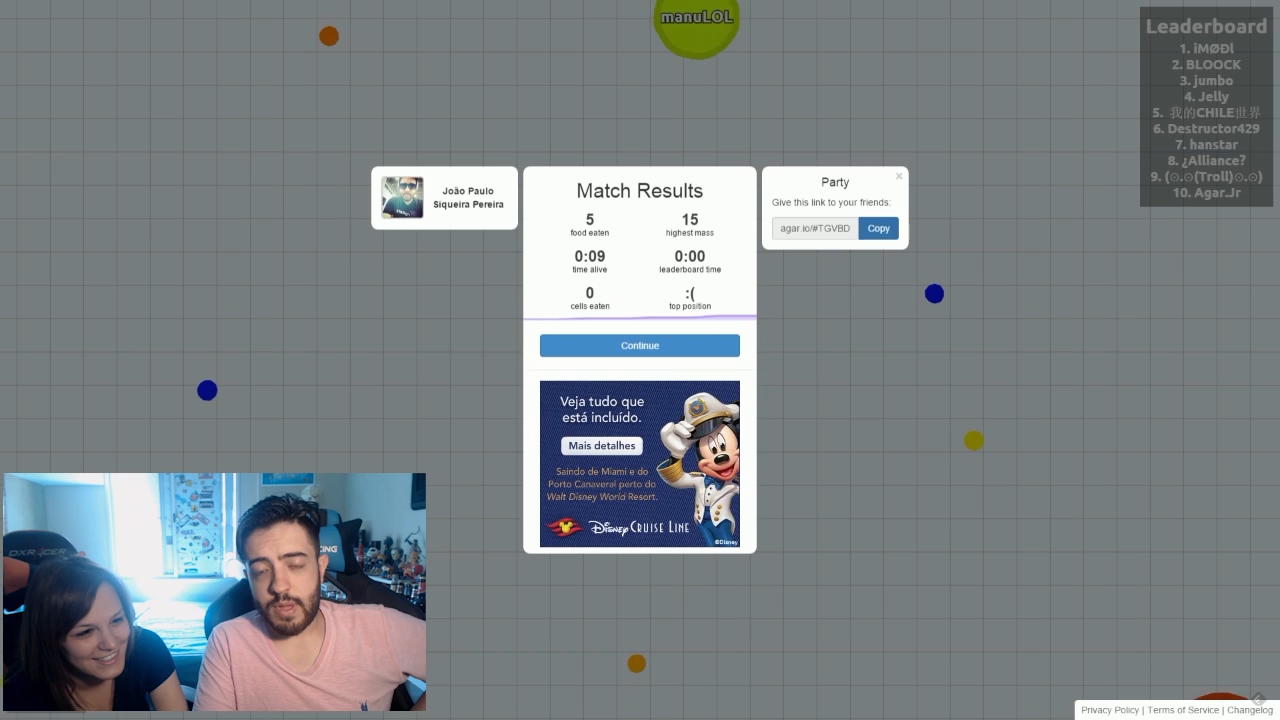 manuLOL
Leaderboard
1. iMØÐl
2. BLOOCK
3. jumbo
4. Jelly
5. 我的CHILE世界
6. Destructor429
7. hanstar
8. ¿Alliance?
9. (⊙.⊙(Troll)⊙.⊙)
10. Agar.Jr
João Paulo
Siqueira Pereira
Match Results
5
food eaten
15
highest mass
0:09
time alive
0:00
leaderboard time
0
cells eaten
:(
top position
Continue
Party
×
Give this link to your friends:
agar.io/#TGVBD
Copy
Veja tudo que
está incluído.
Mais detalhes
Saindo de Miami e do
Porto Canaveral perto do
Walt Disney World Resort.
DISNEY CRUISE LINE
©Disney
DXRACER
KING
Privacy Policy | Terms of Service | Changelog